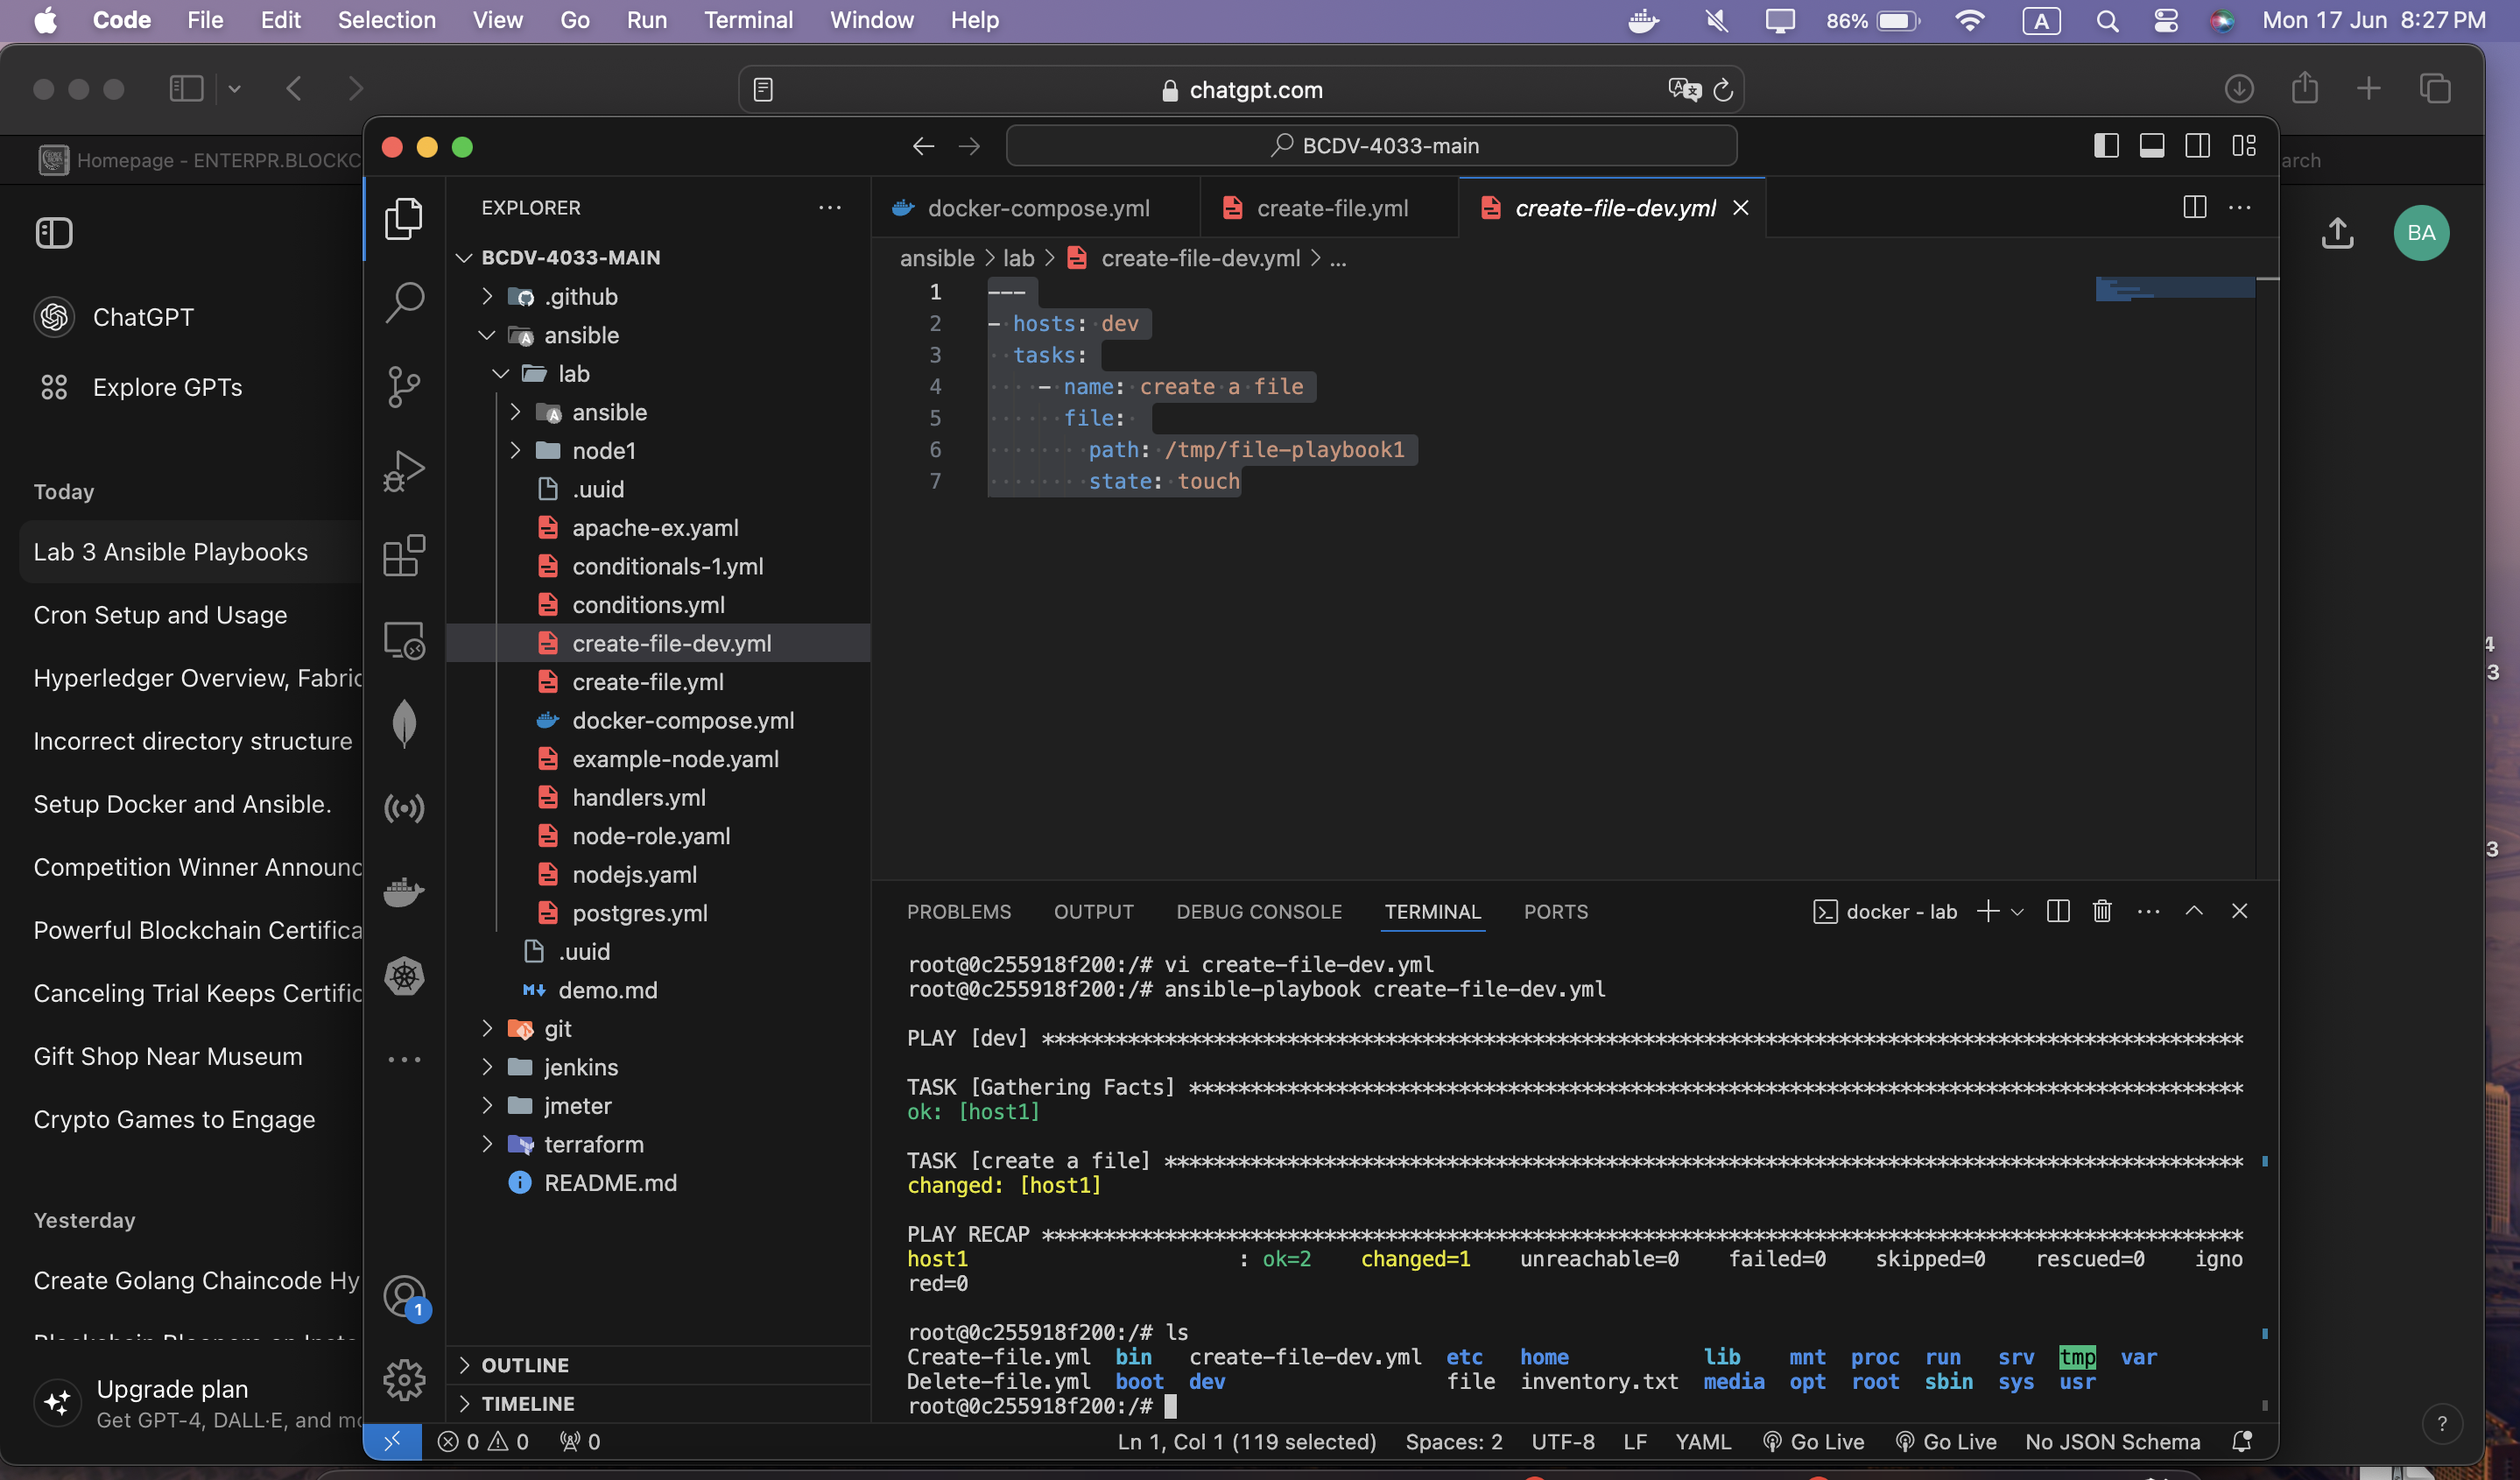 Code File Edit Selection View Go Run Terminal Window Help 86% A Mon 17 Jun 8:27 PM
chatgpt.com
Homepage - ENTERPR.BLOCKC
arch
BCDV-4033-main
ChatGPT
Explore GPTs
Today
Lab 3 Ansible Playbooks
Cron Setup and Usage
Hyperledger Overview, Fabric
Incorrect directory structure
Setup Docker and Ansible.
Competition Winner Announc
Powerful Blockchain Certifica
Canceling Trial Keeps Certific
Gift Shop Near Museum
Crypto Games to Engage
Yesterday
Create Golang Chaincode Hy
Upgrade plan
Get GPT-4, DALL·E, and mo
EXPLORER
BCDV-4033-MAIN
.github
ansible
lab
ansible
node1
.uuid
apache-ex.yaml
conditionals-1.yml
conditions.yml
create-file-dev.yml
create-file.yml
docker-compose.yml
example-node.yaml
handlers.yml
node-role.yaml
nodejs.yaml
postgres.yml
.uuid
demo.md
git
jenkins
jmeter
terraform
README.md
1
OUTLINE
TIMELINE
docker-compose.yml create-file.yml create-file-dev.yml
ansible > lab > create-file-dev.yml > ...
1 ---
2 - hosts: dev
3 tasks:
4 - name: create a file
5 file:
6 path: /tmp/file-playbook1
7 state: touch
BA
4
3
3
PROBLEMS OUTPUT DEBUG CONSOLE TERMINAL PORTS docker - lab
root@0c255918f200:/# vi create-file-dev.yml
root@0c255918f200:/# ansible-playbook create-file-dev.yml
PLAY [dev] **************************************************************************************************
TASK [Gathering Facts] **************************************************************************************
ok: [host1]
TASK [create a file] ****************************************************************************************
changed: [host1]
PLAY RECAP **************************************************************************************************
host1 : ok=2 changed=1 unreachable=0 failed=0 skipped=0 rescued=0 igno
red=0
root@0c255918f200:/# ls
Create-file.yml bin create-file-dev.yml etc home lib mnt proc run srv tmp var
Delete-file.yml boot dev file inventory.txt media opt root sbin sys usr
root@0c255918f200:/#
0 0 0 Ln 1, Col 1 (119 selected) Spaces: 2 UTF-8 LF YAML Go Live Go Live No JSON Schema
?